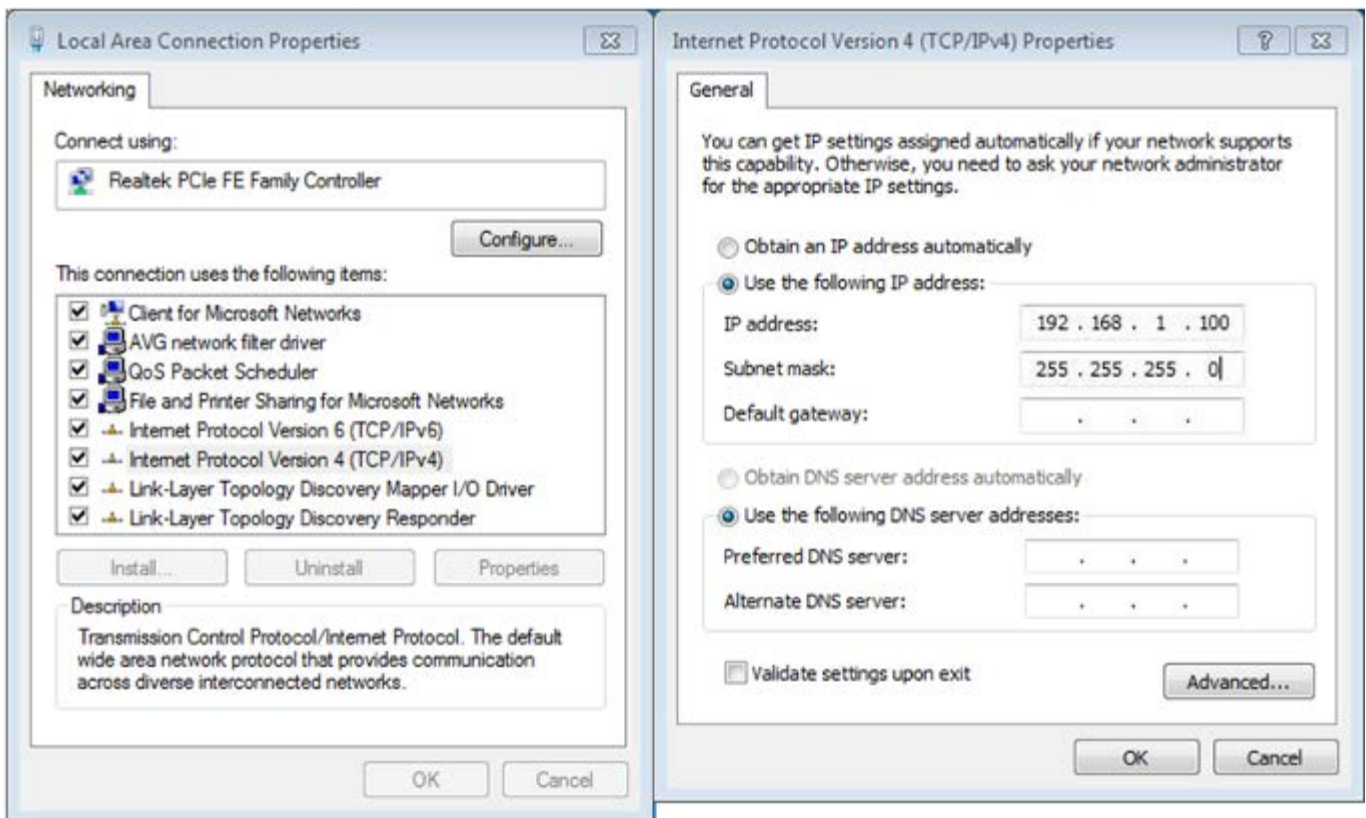 Local Area Connection Properties
Networking
Connect using:
Realtek PCIe FE Family Controller
Configure...
This connection uses the following items:
Client for Microsoft Networks
AVG network filter driver
QoS Packet Scheduler
File and Printer Sharing for Microsoft Networks
Internet Protocol Version 6 (TCP/IPv6)
Internet Protocol Version 4 (TCP/IPv4)
Link-Layer Topology Discovery Mapper I/O Driver
Link-Layer Topology Discovery Responder
Install...
Uninstall
Properties
Description
Transmission Control Protocol/Internet Protocol. The default
wide area network protocol that provides communication
across diverse interconnected networks.
OK
Cancel
Internet Protocol Version 4 (TCP/IPv4) Properties
General
You can get IP settings assigned automatically if your network supports
this capability. Otherwise, you need to ask your network administrator
for the appropriate IP settings.
Obtain an IP address automatically
Use the following IP address:
IP address: 192 . 168 . 1 . 100
Subnet mask: 255 . 255 . 255 . 0
Default gateway: . . .
Obtain DNS server address automatically
Use the following DNS server addresses:
Preferred DNS server: . . .
Alternate DNS server: . . .
Validate settings upon exit
Advanced...
OK
Cancel